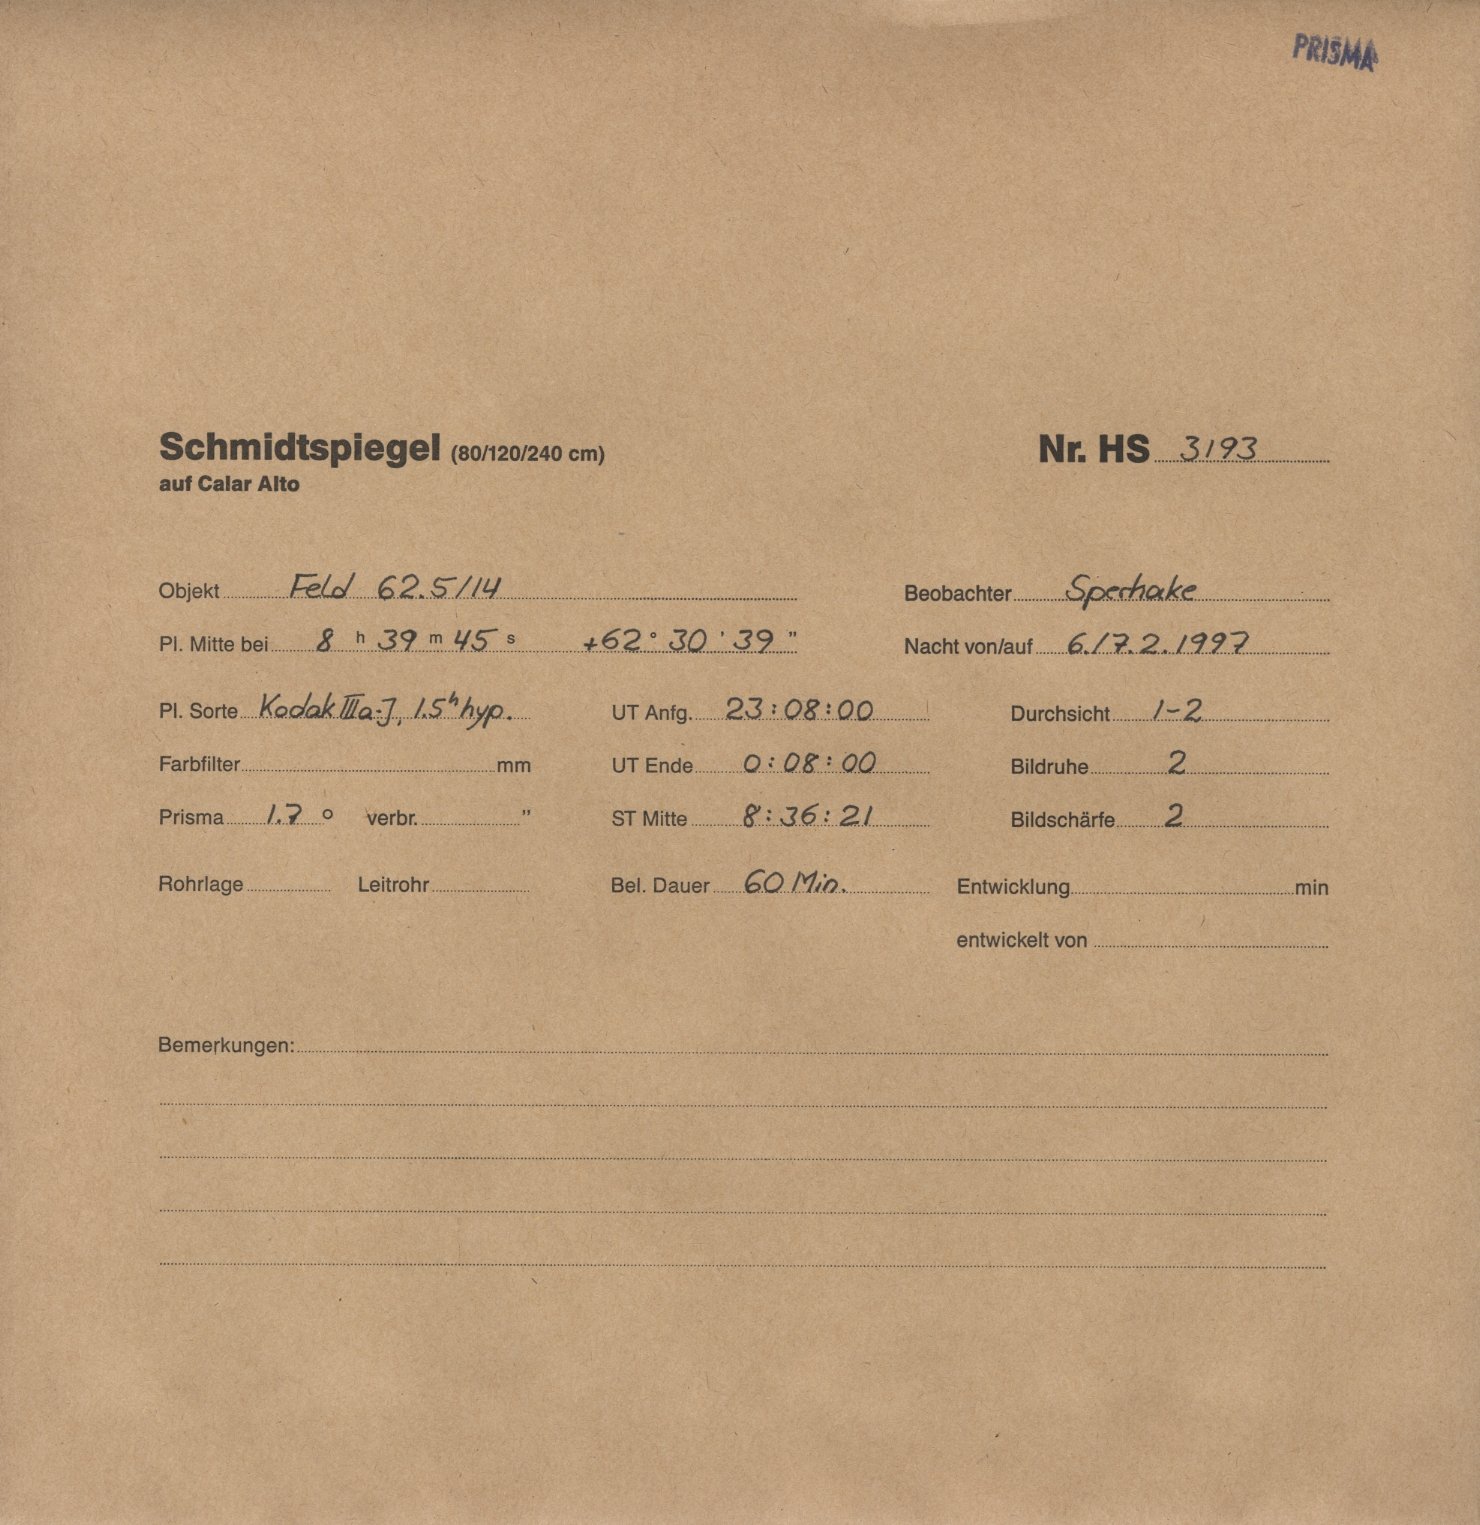 PRISMA
Schmidtspiegel (80/120/240 cm) Nr. HS 3193
auf Calar Alto
Objekt Feld 62.5/14 Beobachter Sperhake
Pl. Mitte bei 8 h 39 m 45 s +62 ° 30 ' 39 " Nacht von/auf 6./7.2.1997
Pl. Sorte Kodak IIIa-J, 1.5h hyp. UT Anfg. 23:08:00 Durchsicht 1-2
Farbfilter mm UT Ende 0:08:00 Bildruhe 2
Prisma 1.7 ° verbr. " ST Mitte 8:36:21 Bildschärfe 2
Rohrlage Leitrohr Bel. Dauer 60 Min. Entwicklung min
entwickelt von
Bemerkungen: